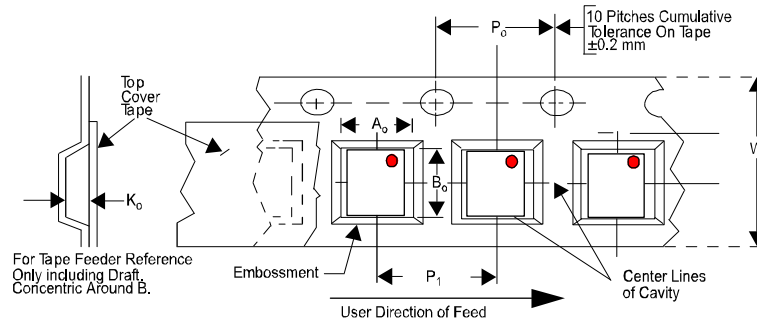 10 Pitches Cumulative
Tolerance On Tape
±0.2 mm
Po
Top
Cover
Tape
Ao
W
Bo
Ko
For Tape Feeder Reference
Only including Draft.
Concentric Around B.
Embossment
P1
Center Lines
of Cavity
User Direction of Feed